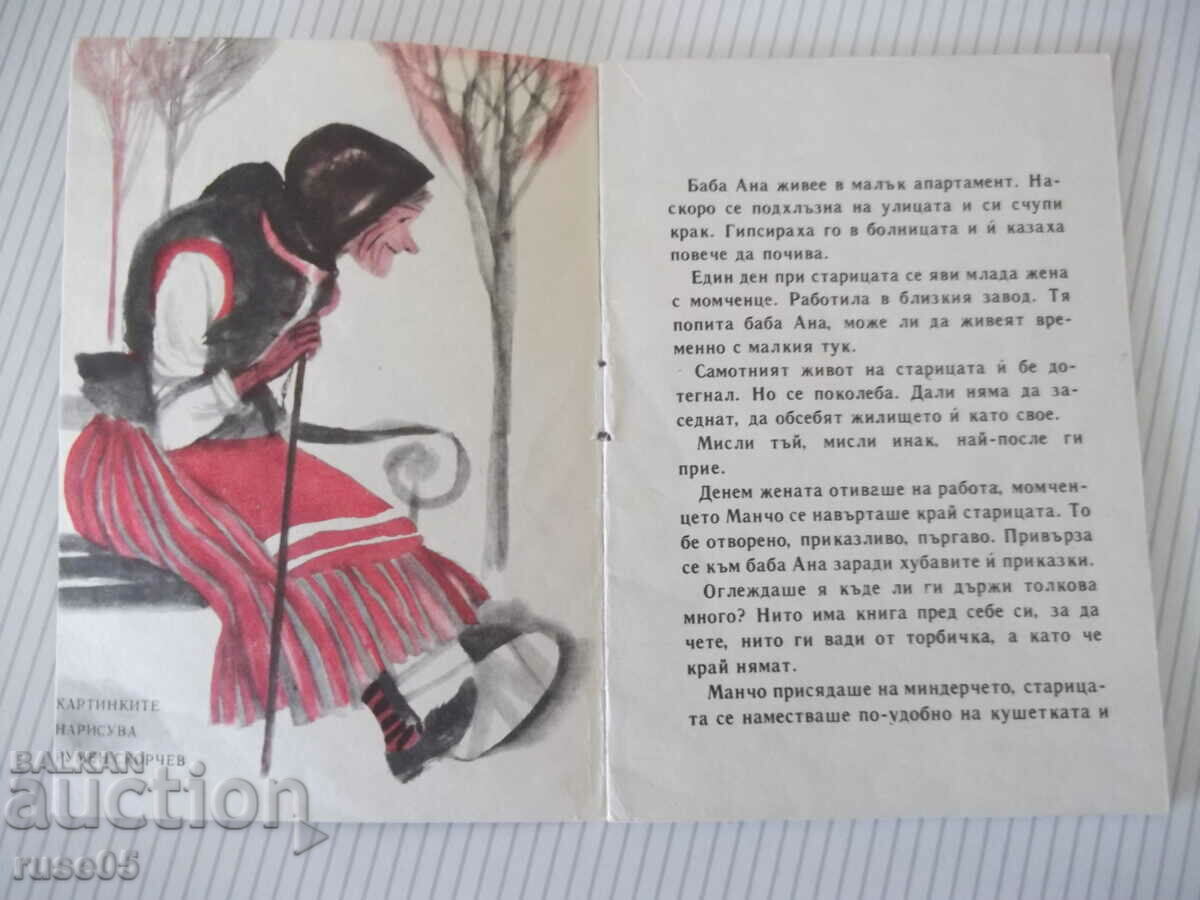 КАРТИНКИТЕ
НАРИСУВА
РУМЕН СКОРЧЕВ
BALKAN
auction
ruse05
Баба Ана живее в малък апартамент. На-
скоро се подхлъзна на улицата и си счупи
крак. Гипсираха го в болницата и ѝ казаха
повече да почива.
Един ден при старицата се яви млада жена
с момченце. Работила в близкия завод. Тя
попита баба Ана, може ли да живеят вре-
менно с малкия тук.
Самотният живот на старицата ѝ бе до-
тегнал. Но се поколеба. Дали няма да за-
седнат, да обсебят жилището ѝ като свое.
Мисли тъй, мисли инак, най-после ги
прие.
Денем жената отиваше на работа, момчен-
цето Манчо се навърташе край старицата. То
бе отворено, приказливо, пъргаво. Привърза
се към баба Ана заради хубавите ѝ приказки.
Оглеждаше я къде ли ги държи толкова
много? Нито има книга пред себе си, за да
чете, нито ги вади от торбичка, а като че
край нямат.
Манчо присядаше на миндерчето, стари­ца-
та се наместваше по-удобно на кушетката и